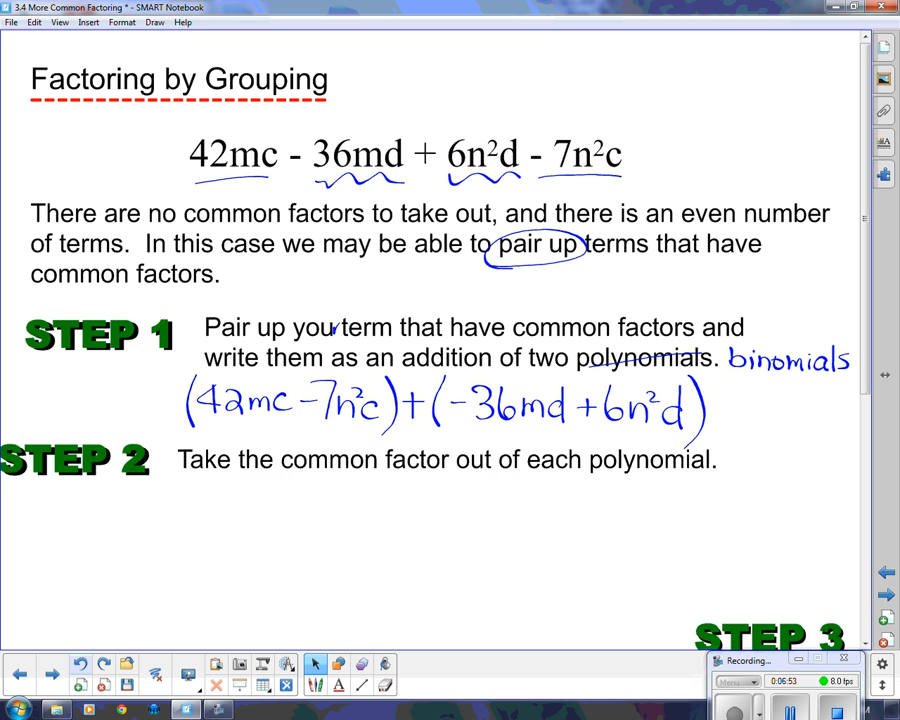 3.4 More Common Factoring * - SMART Notebook
File Edit View Insert Format Draw Help
Factoring by Grouping
42mc - 36md + 6n²d - 7n²c
There are no common factors to take out, and there is an even number
of terms. In this case we may be able to pair up terms that have
common factors.
STEP 1 Pair up your term that have common factors and
write them as an addition of two polynomials. binomials
(42mc - 7n²c) + (-36md + 6n²d)
STEP 2 Take the common factor out of each polynomial.
STEP 3
Recording...
Menu 0:06:53 8.0 fps